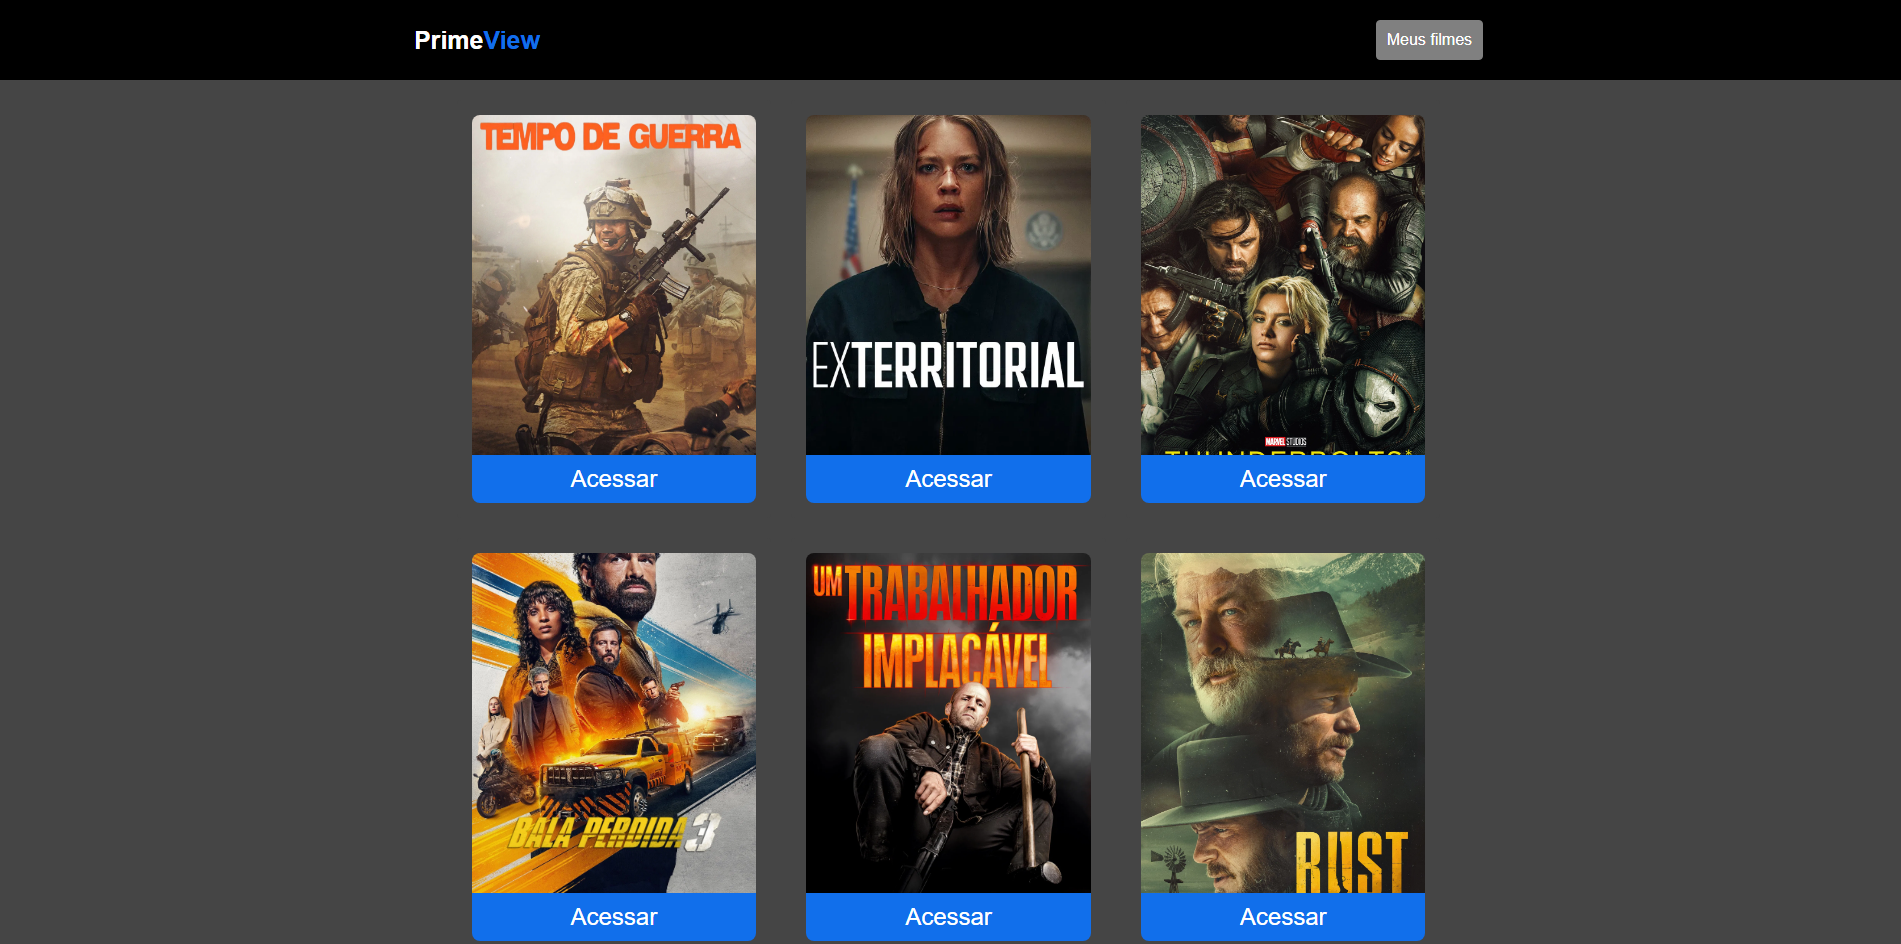 PrimeView
Meus filmes
TEMPO DE GUERRA
EXTERRITORIAL
MARVEL STUDIOS
THUNDERBOLTS*
Acessar
Acessar
Acessar
UM TRABALHADOR
IMPLACÁVEL
BALA PERDIDA 3
RUST
Acessar
Acessar
Acessar